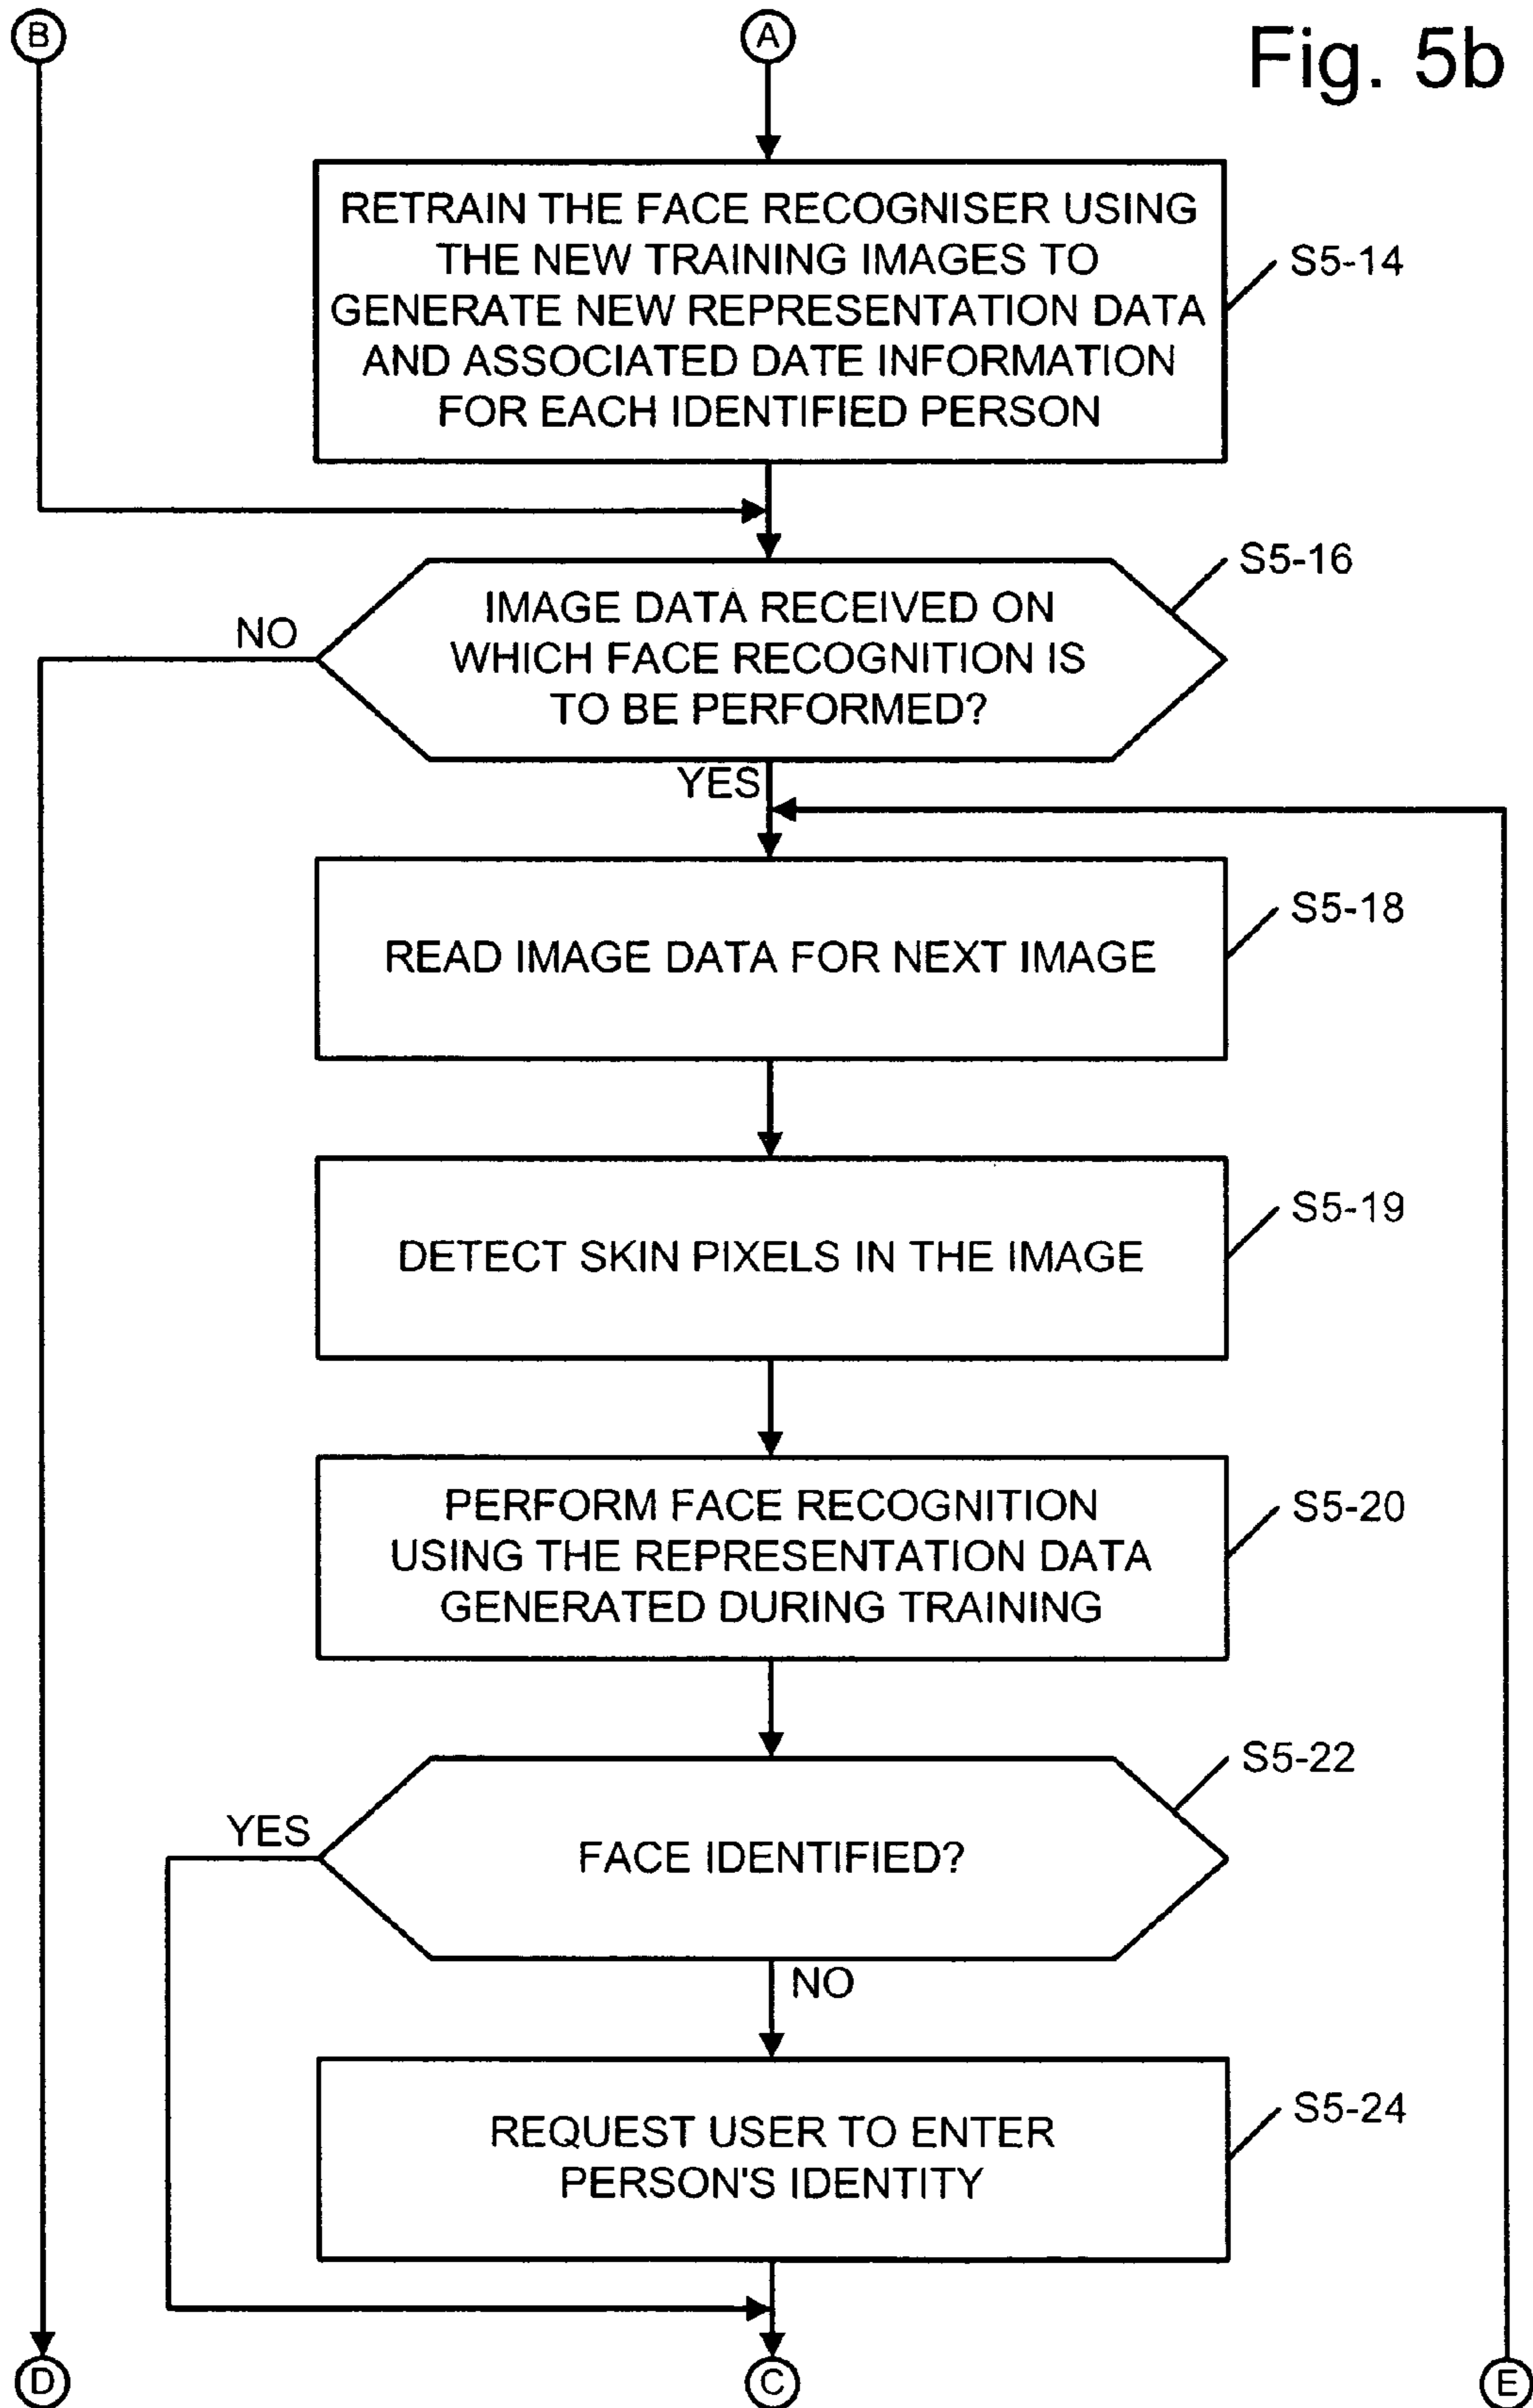 B
A
Fig. 5b
RETRAIN THE FACE RECOGNISER USING
THE NEW TRAINING IMAGES TO
GENERATE NEW REPRESENTATION DATA
AND ASSOCIATED DATE INFORMATION
FOR EACH IDENTIFIED PERSON
S5-14
S5-16
IMAGE DATA RECEIVED ON
WHICH FACE RECOGNITION IS
TO BE PERFORMED?
NO
YES
S5-18
READ IMAGE DATA FOR NEXT IMAGE
S5-19
DETECT SKIN PIXELS IN THE IMAGE
PERFORM FACE RECOGNITION
USING THE REPRESENTATION DATA
GENERATED DURING TRAINING
S5-20
S5-22
YES
FACE IDENTIFIED?
NO
S5-24
REQUEST USER TO ENTER
PERSON'S IDENTITY
D
C
E